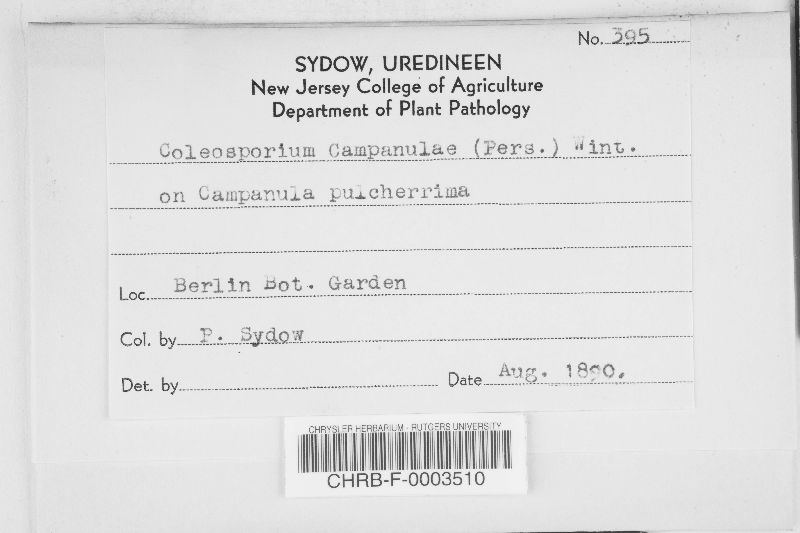 No. 395
SYDOW, UREDINEEN
New Jersey College of Agriculture
Department of Plant Pathology
Coleosporium Campanulae (Pers.) Wint.
on Campanula pulcherrima
Loc. Berlin Bot. Garden
Col. by P. Sydow
Det. by
Date Aug. 1890.
CHRYSLER HERBARIUM - RUTGERS UNIVERSITY
CHRB-F-0003510